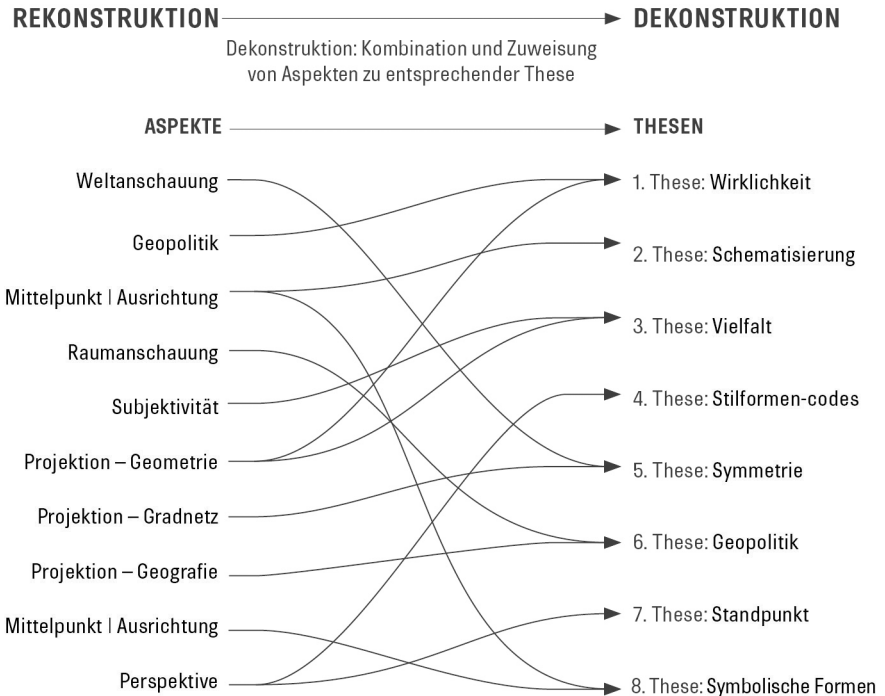 REKONSTRUKTION
DEKONSTRUKTION
Dekonstruktion: Kombination und Zuweisung
von Aspekten zu entsprechender These
ASPEKTE
THESEN
Weltanschauung
Geopolitik
Mittelpunkt | Ausrichtung
Raumanschauung
Subjektivität
Projektion – Geometrie
Projektion – Gradnetz
Projektion – Geografie
Mittelpunkt | Ausrichtung
Perspektive
1. These: Wirklichkeit
2. These: Schematisierung
3. These: Vielfalt
4. These: Stilformen-codes
5. These: Symmetrie
6. These: Geopolitik
7. These: Standpunkt
8. These: Symbolische Formen